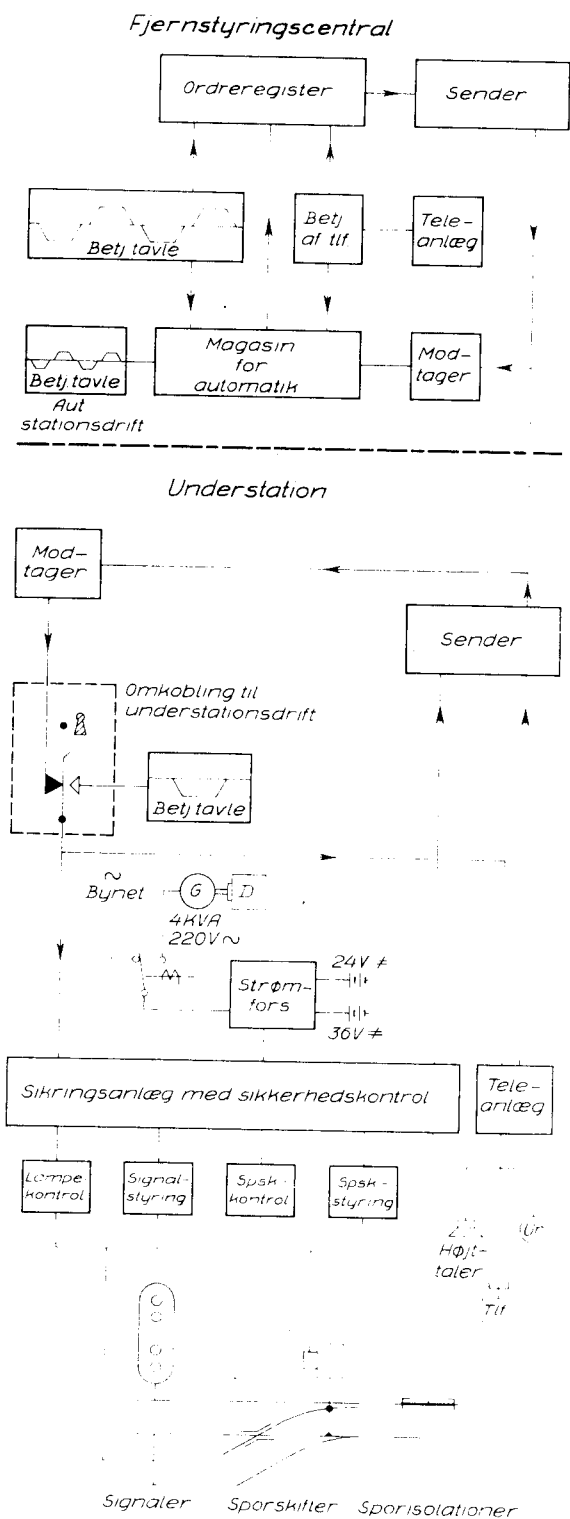 Fjernstyringscentral
Ordreregister
Sender
Betj. tavle
Betj.
af tlf
Tele-
anlæg
Betj. tavle
Aut
stationsdrift
Magasin
for
automatik
Mod-
tager
Understation
Mod-
tager
Sender
Omkobling til
understationsdrift
Betj tavle
~
Bynet
G
D
4KVA
220V ~
Strøm-
fors
24V ≠
36V ≠
Sikringsanlæg med sikkerhedskontrol
Tele-
anlæg
Lampe-
kontrol
Signal-
styring
Spsk.-
kontrol
Spsk-
styring
Højt-
taler
Ur
Tlf
Signaler
Sporskifter
Sporisolationer